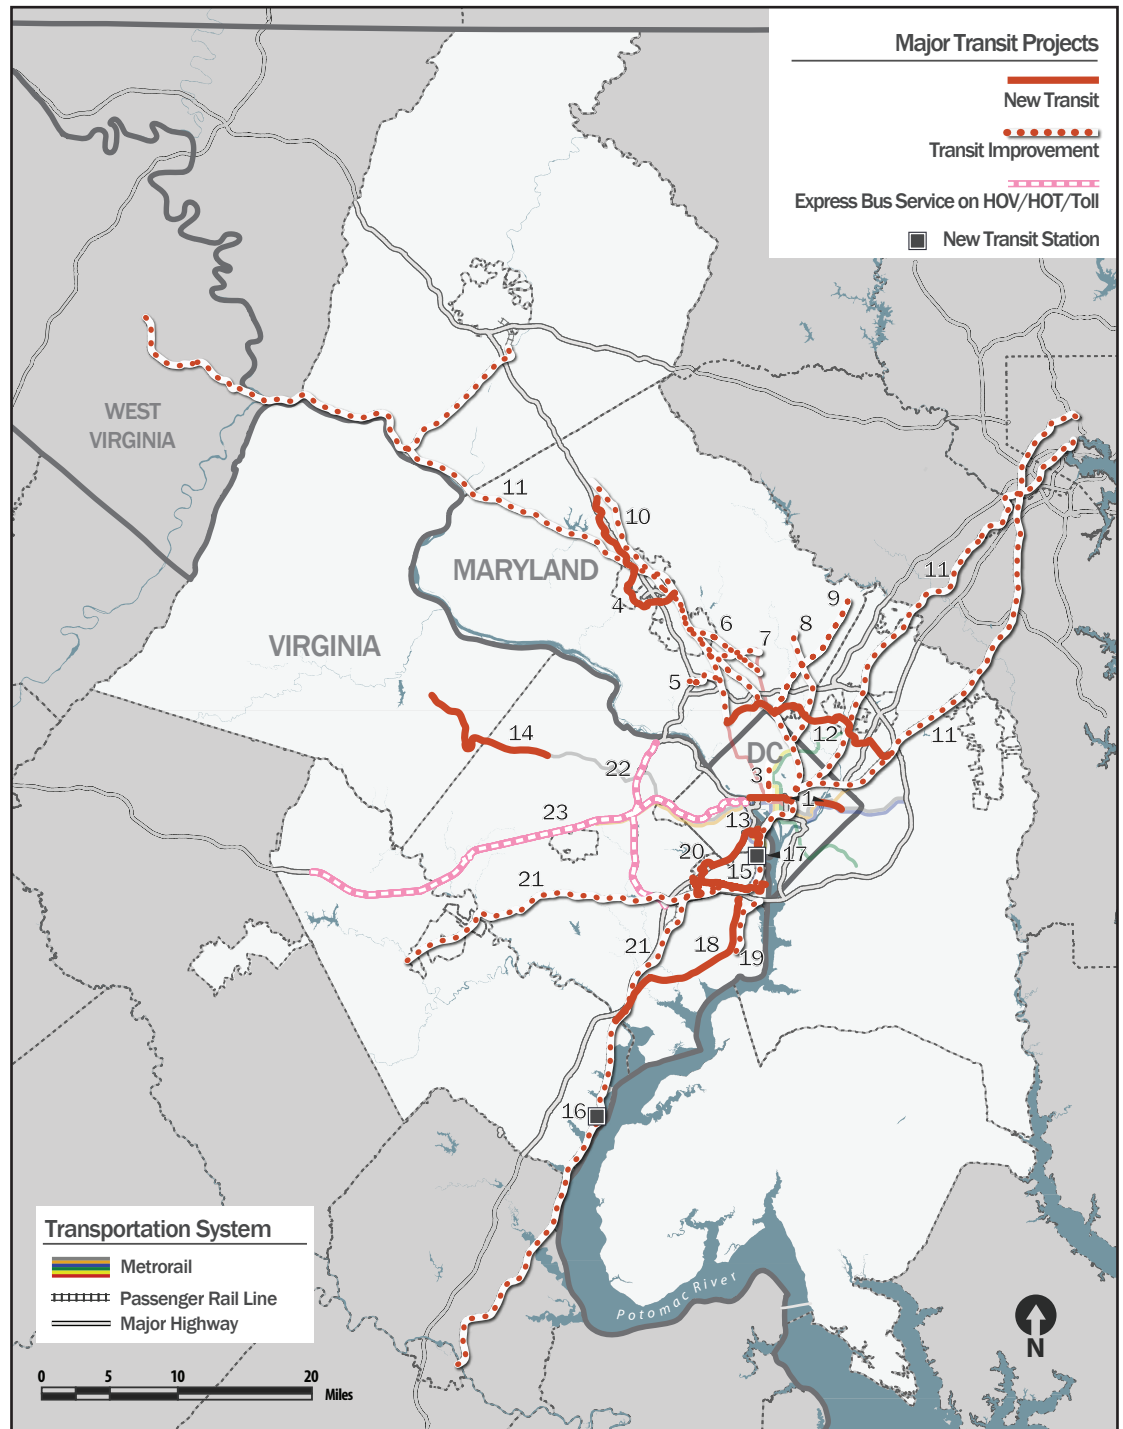 Major Transit Projects
New Transit
Transit Improvement
Express Bus Service on HOV/HOT/Toll
New Transit Station
WEST
VIRGINIA
11
10
MARYLAND
4
11
9
8
6
7
VIRGINIA
5
14
12
11
DC
22
3
1
23
13
20
17
15
21
21
18
19
16
Transportation System
Metrorail
Passenger Rail Line
Major Highway
Potomac River
N
0 5 10 20
Miles